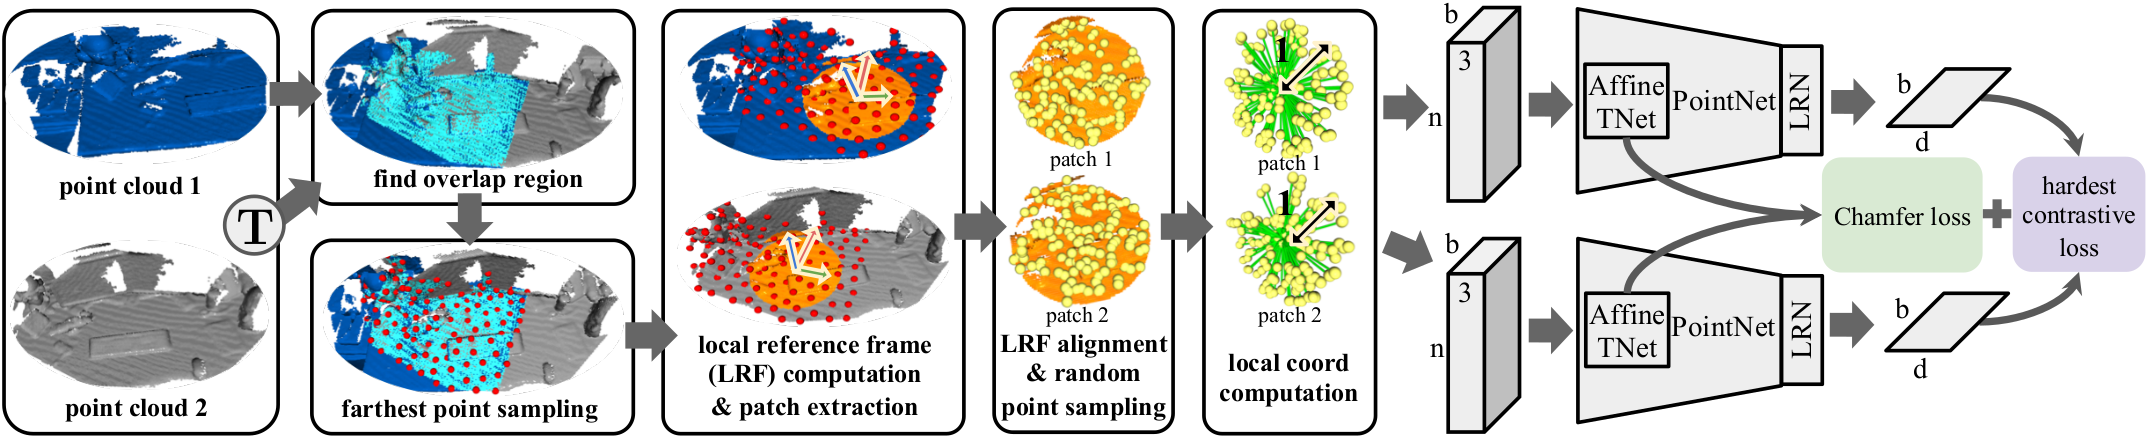 point cloud 1
T
point cloud 2
find overlap region
farthest point sampling
local reference frame
(LRF) computation
& patch extraction
patch 1
patch 2
LRF alignment
& random
point sampling
1
patch 1
1
patch 2
local coord
computation
b
3
n
Affine
TNet
PointNet
LRN
b
d
b
3
n
Affine
TNet
PointNet
LRN
b
d
Chamfer loss
+
hardest
contrastive
loss